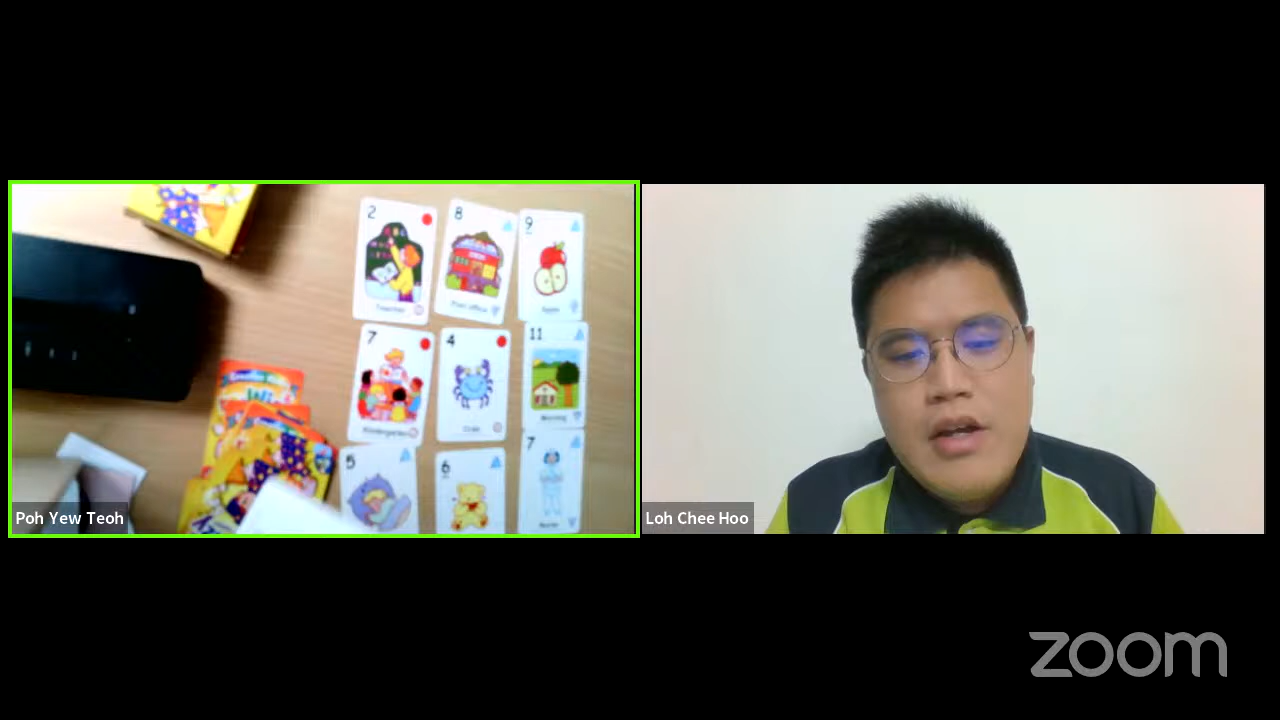 2
8
9
Teacher
Post office
7
4
11
Kindergarten
Crab
Morning
5
6
7
Nurse
Poh Yew Teoh
Loh Chee Hoo
zoom